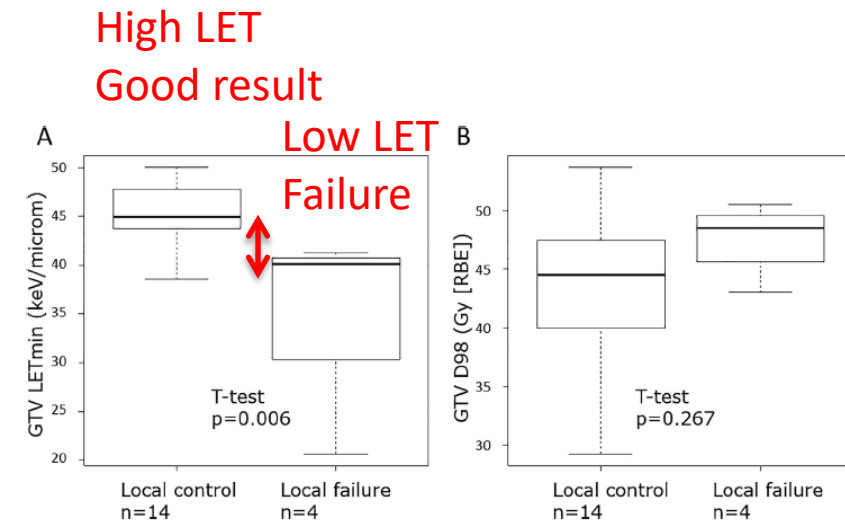 High LET
Good result
Low LET
Failure
A
GTV LETmin (keV/microm)
50
45
40
35
30
25
20
T-test
p=0.006
Local control
n=14
Local failure
n=4
B
GTV D98 (Gy [RBE])
50
45
40
35
30
T-test
p=0.267
Local control
n=14
Local failure
n=4